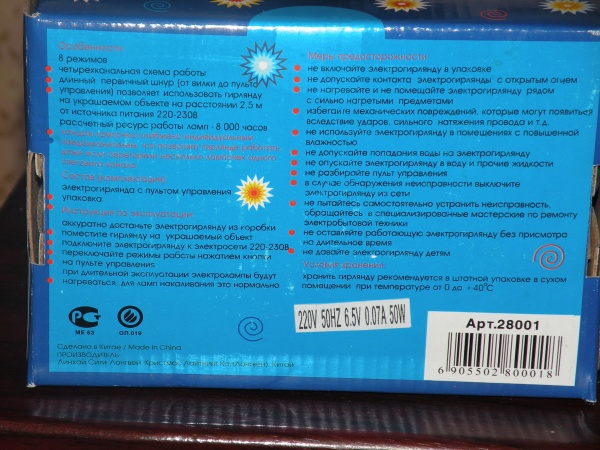 Особенности
8 режимов
четырехканальная схема работы
длинный первичный шнур (от вилки до пульта
управления) позволяет использовать гирлянду
на украшаемом объекте на расстоянии 2,5 м
от источника питания 220-230В
рассчетный ресурс работы ламп - 8 000 часов
электрогирлянда с пультом управления
упаковка
Инструкция по эксплуатации
аккуратно достаньте электрогирлянду из коробки
поместите гирлянду на украшаемый объект
подключите электрогирлянду к электросети 220-230В
переключайте режимы работы нажатием кнопки
на пульте управления
при длительной эксплуатации электролампы будут
нагреваться, для ламп накаливания это нормально
РС
МЕ 63
ОП.019
Сделано в Китае / Made in China
ПРОИЗВОДИТЕЛЬ:
Меры предосторожности
не включайте электрогирлянду в упаковке
не допускайте контакта электрогирлянды с открытым огнем
не нагревайте и не помещайте электрогирлянду рядом
с сильно нагретыми предметами
избегайте механических повреждений, которые могут появиться
вследствие ударов, сильного натяжения провода и т.д.
не используйте электрогирлянду в помещениях с повышенной
влажностью
не допускайте попадания воды на электрогирлянду
не опускайте электрогирлянду в воду и прочие жидкости
не разбирайте пульт управления
в случае обнаружения неисправности выключите
электрогирлянду из сети
не пытайтесь самостоятельно устранить неисправность,
обращайтесь в специализированные мастерские по ремонту
электробытовой техники
не оставляйте работающую электрогирлянду без присмотра
на длительное время
не давайте электрогирлянду детям
Условия хранения
хранить гирлянду рекомендуется в штатной упаковке в сухом
помещении при температуре от 0 до +40°С
220V 50HZ 6.5V 0.07A 50W
Арт.28001
6 905502 800018